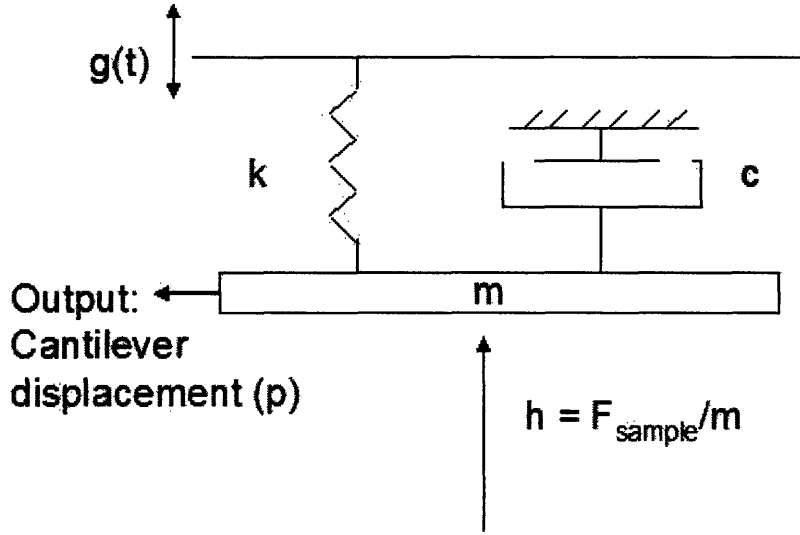 g(t)
k
c
m
Output:
Cantilever
displacement (p)
h = F_sample/m